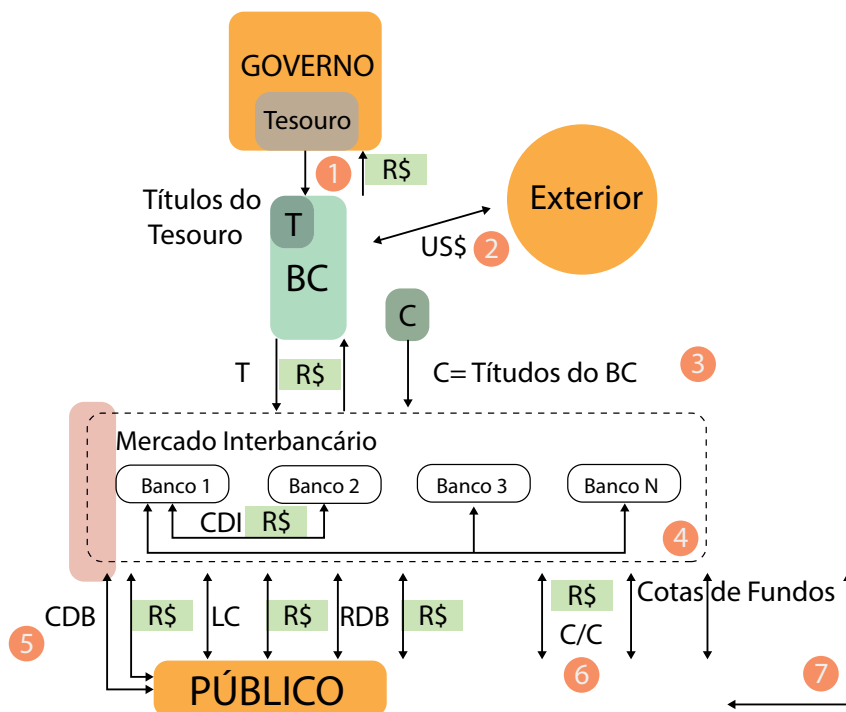 GOVERNO
Tesouro
1
R$
Títulos do
Tesouro
T
BC
Exterior
US$
2
C
T
R$
C= Títudos do BC
3
Mercado Interbancário
Banco 1
Banco 2
Banco 3
Banco N
CDI
R$
4
CDB
R$
LC
R$
RDB
R$
R$
C/C
Cotas de Fundos
5
6
7
PÚBLICO